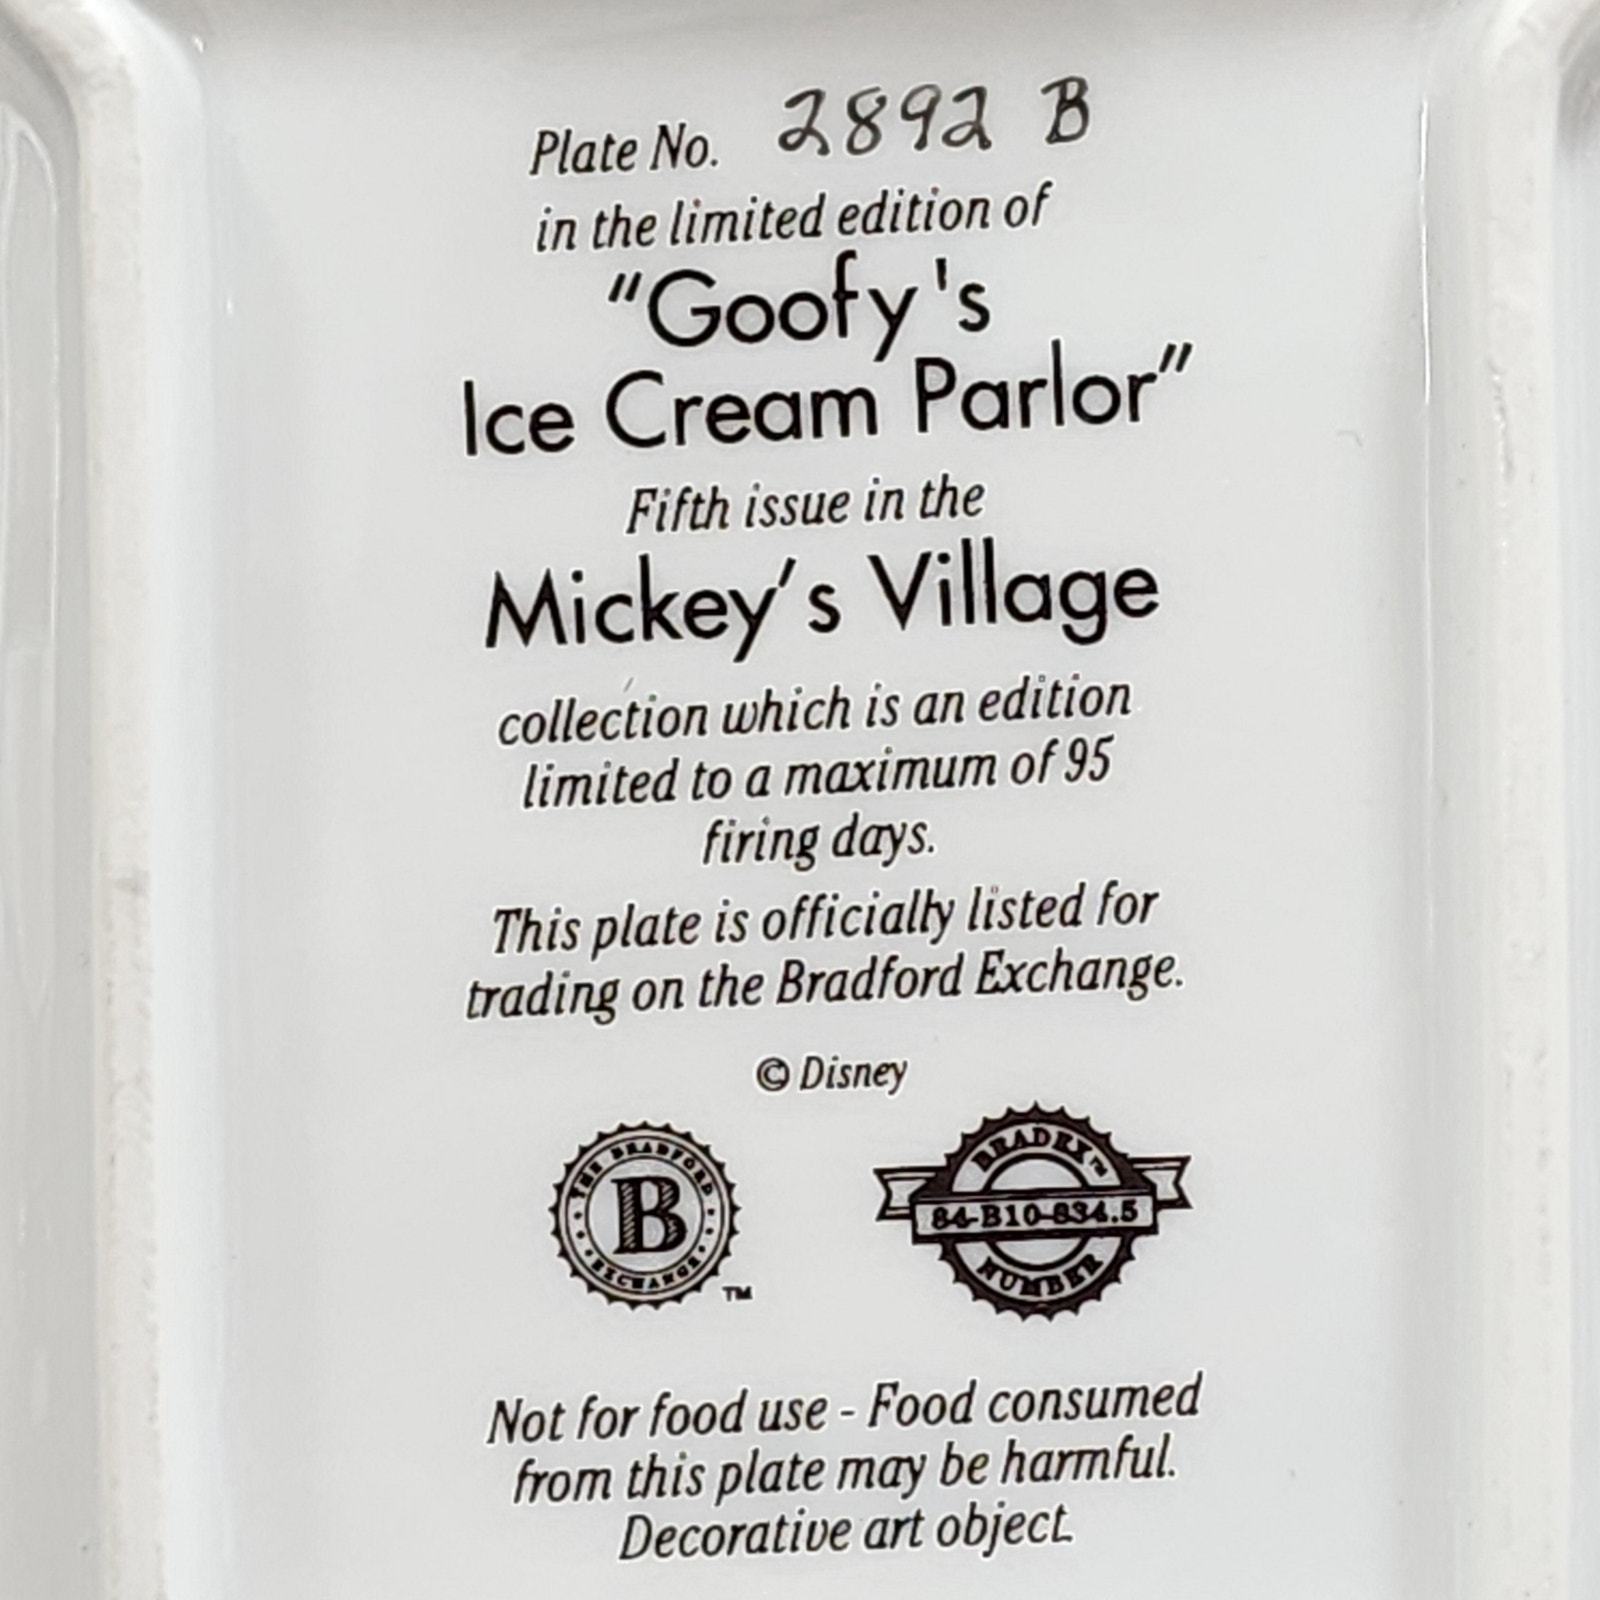 Plate No. 2892 B
in the limited edition of
“Goofy's
Ice Cream Parlor”
Fifth issue in the
Mickey’s Village
collection which is an edition
limited to a maximum of 95
firing days.
This plate is officially listed for
trading on the Bradford Exchange.
© Disney
THE BRADFORD
B
EXCHANGE
TM
BRADEX™
84-B10-834.5
NUMBER
Not for food use - Food consumed
from this plate may be harmful.
Decorative art object.